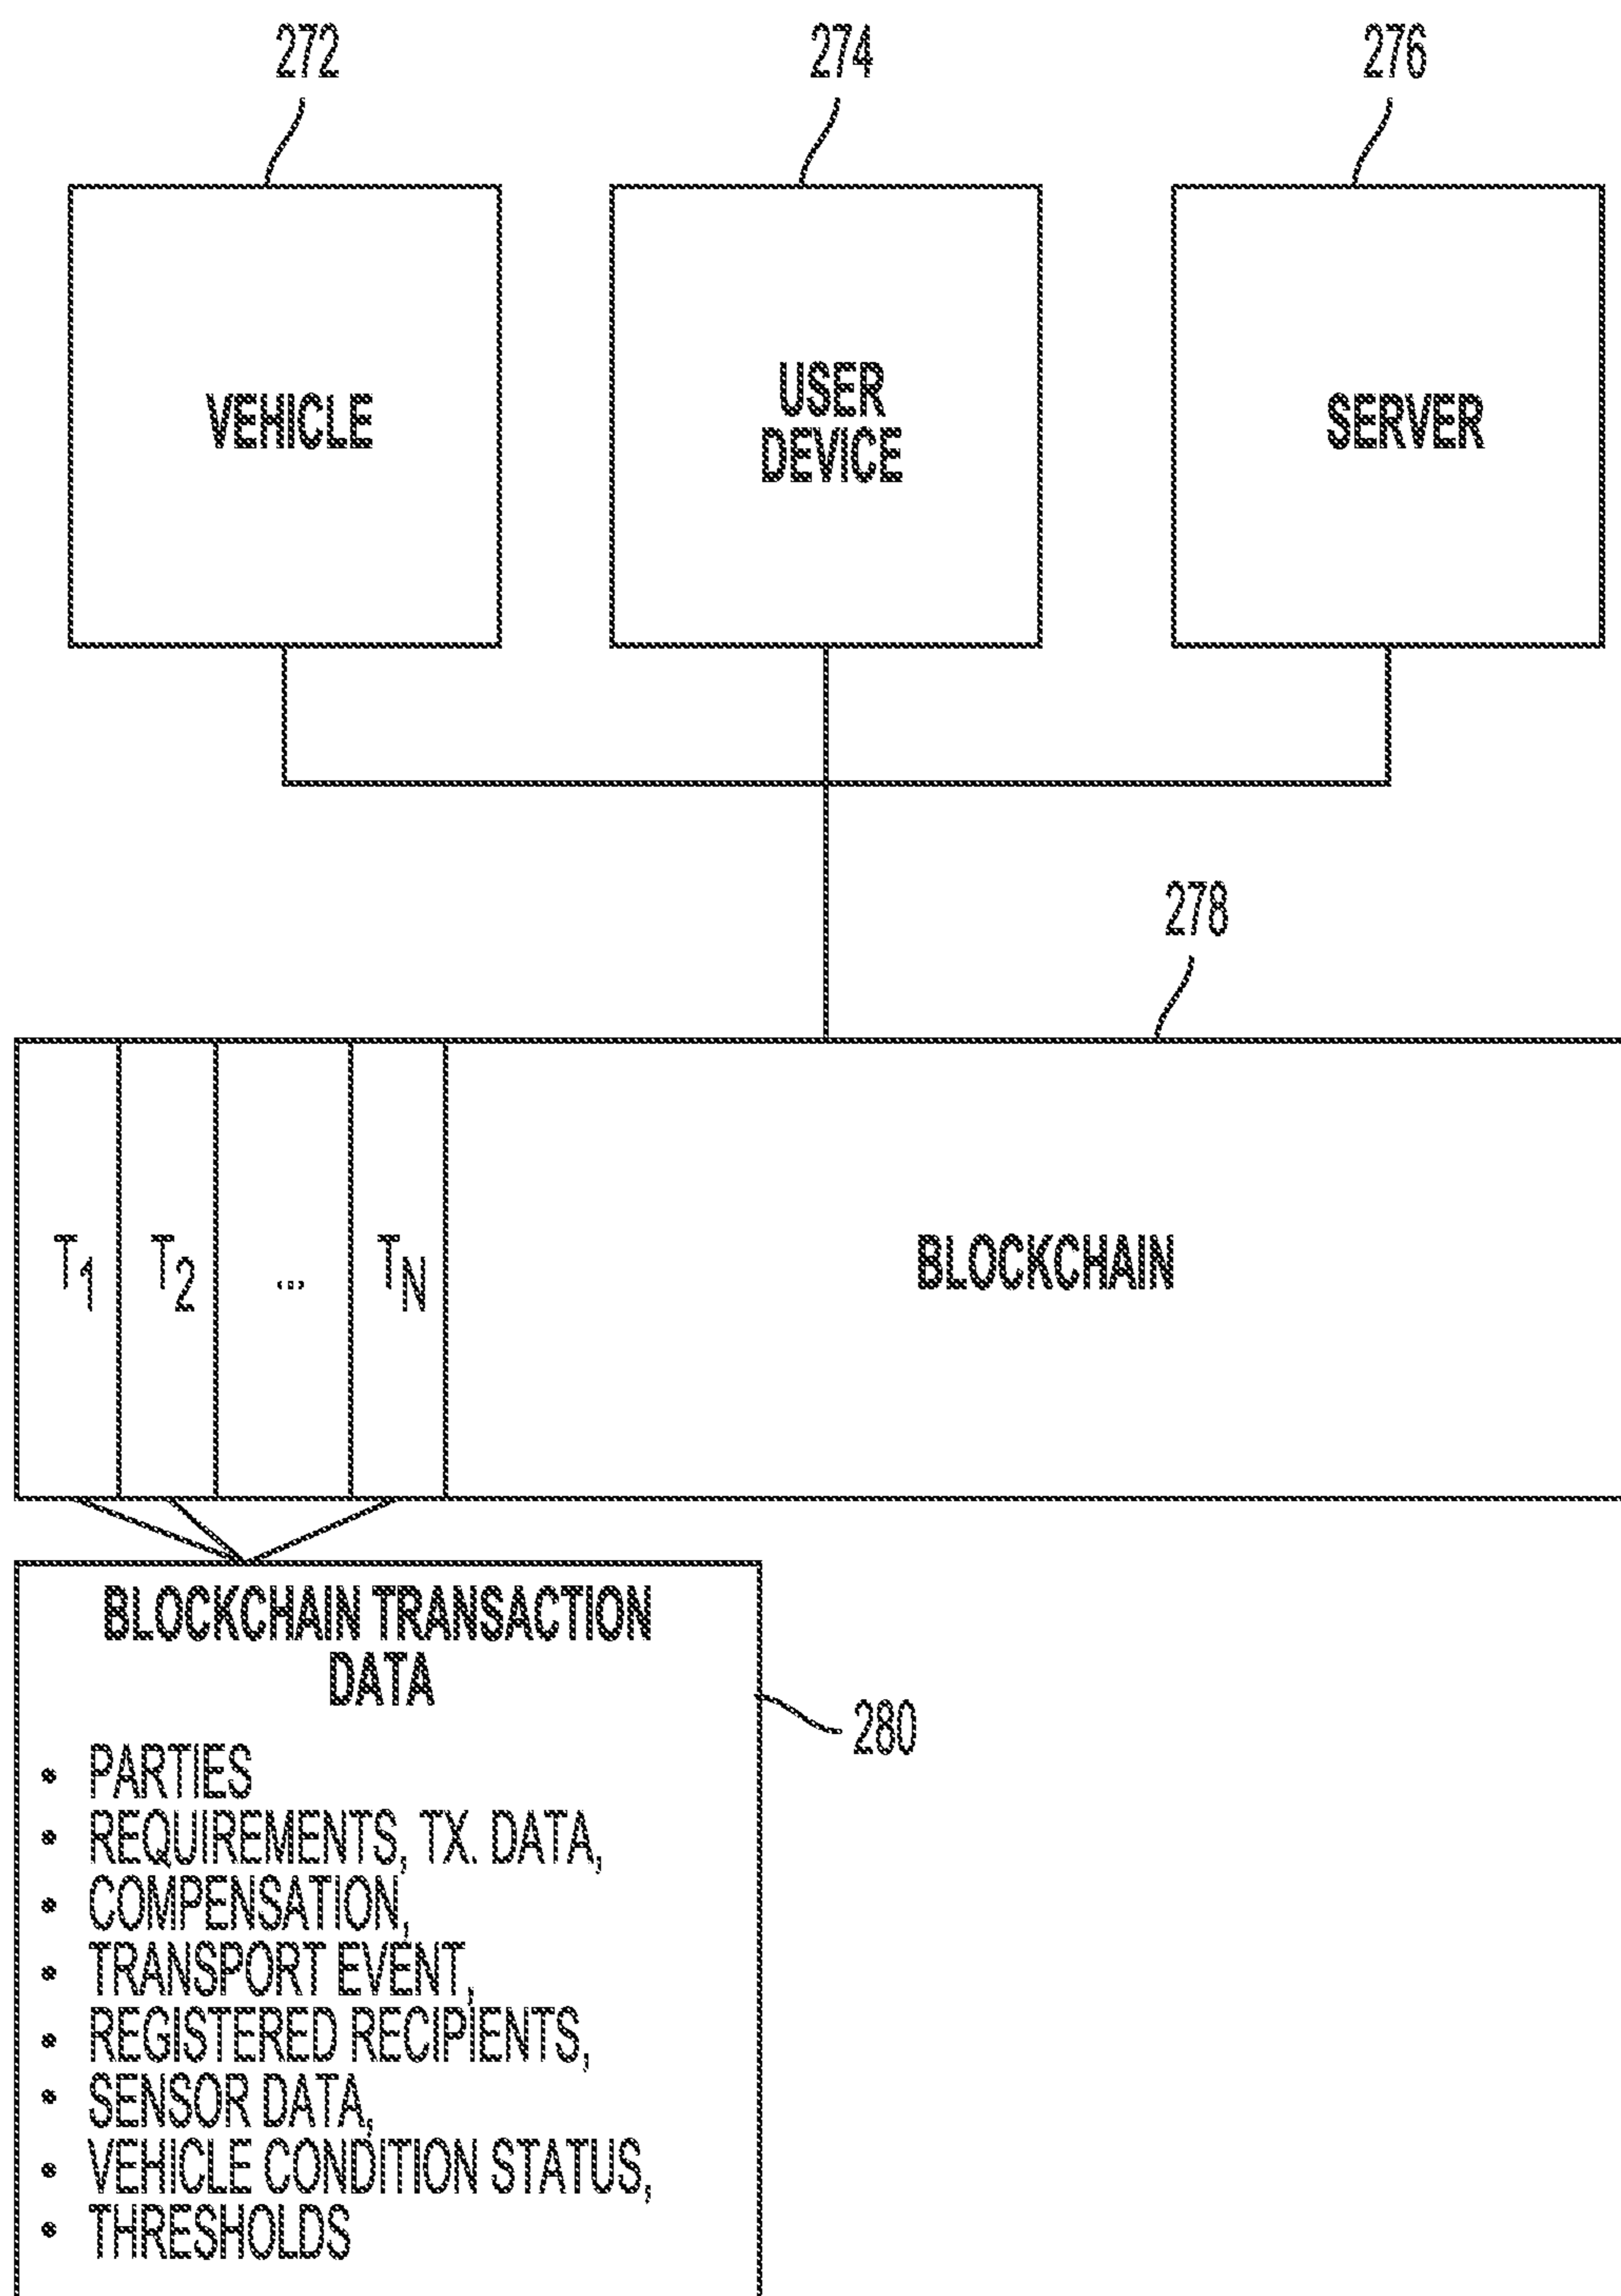 272
274
276
VEHICLE
USER
DEVICE
SERVER
278
T1
T2
...
TN
BLOCKCHAIN
BLOCKCHAIN TRANSACTION
DATA
280
• PARTIES
• REQUIREMENTS, TX. DATA,
• COMPENSATION,
• TRANSPORT EVENT,
• REGISTERED RECIPIENTS,
• SENSOR DATA,
• VEHICLE CONDITION STATUS,
• THRESHOLDS